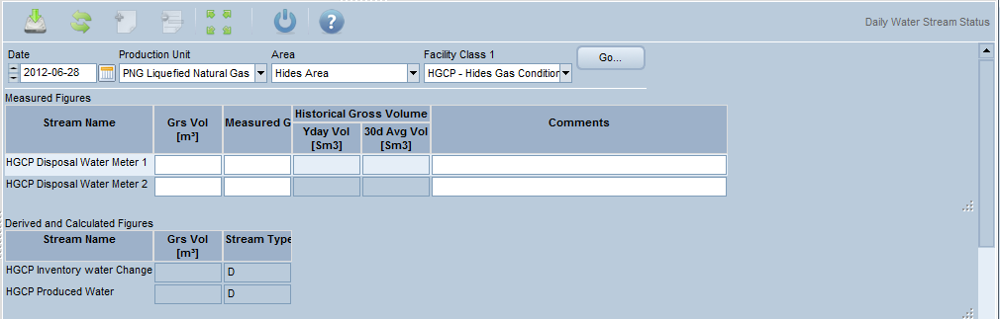 Daily Water Stream Status
Date Production Unit Area Facility Class 1
2012-06-28 PNG Liquefied Natural Gas Hides Area HGCP - Hides Gas Condition Go...
Measured Figures
Stream Name Grs Vol [m³] Measured G Historical Gross Volume Comments
Yday Vol [Sm3] 30d Avg Vol [Sm3]
HGCP Disposal Water Meter 1
HGCP Disposal Water Meter 2
Derived and Calculated Figures
Stream Name Grs Vol [m³] Stream Type
HGCP Inventory water Change D
HGCP Produced Water D